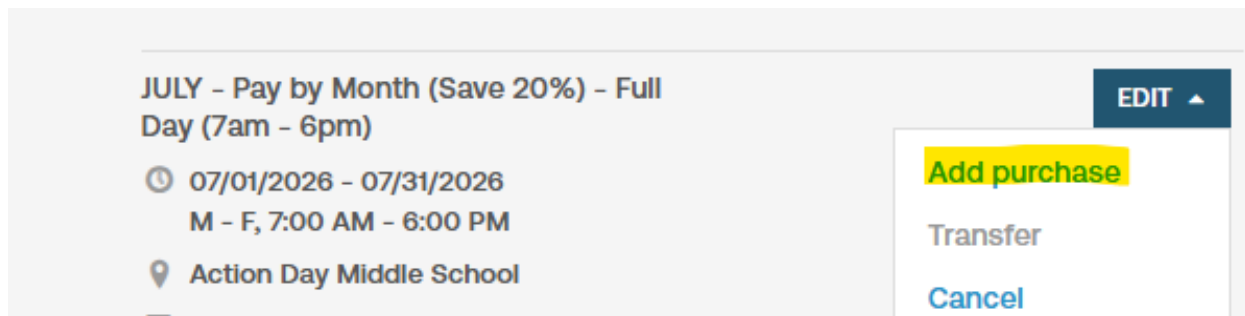 JULY - Pay by Month (Save 20%) - Full
Day (7am - 6pm)
07/01/2026 - 07/31/2026
M - F, 7:00 AM - 6:00 PM
Action Day Middle School
EDIT
Add purchase
Transfer
Cancel